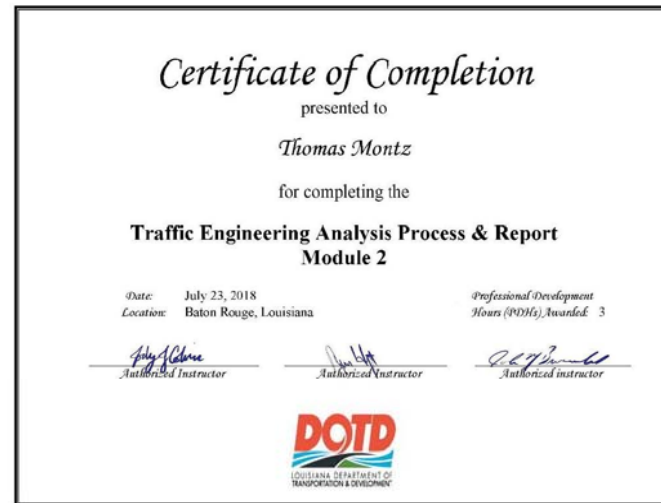 Certificate of Completion
presented to
Thomas Montz
for completing the
Traffic Engineering Analysis Process & Report
Module 2
Date: July 23, 2018
Location: Baton Rouge, Louisiana
Professional Development
Hours (PDHs) Awarded: 3
Authorized Instructor
Authorized Instructor
Authorized instructor
DOTD
LOUISIANA DEPARTMENT OF
TRANSPORTATION & DEVELOPMENT